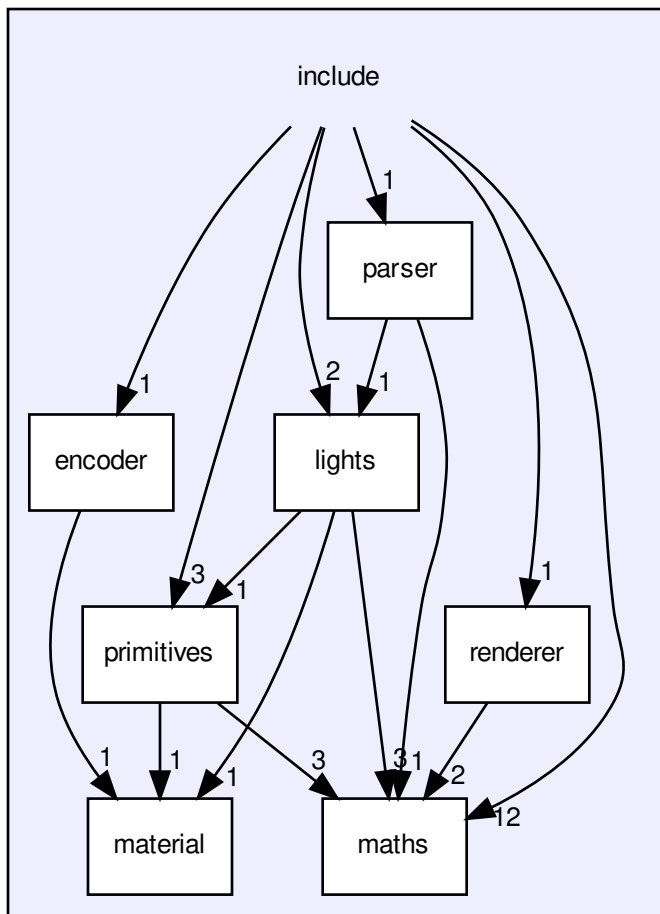 include
1
parser
1
2
1
encoder
lights
3
1
1
primitives
renderer
1
1
1
3
3
1
2
12
material
maths